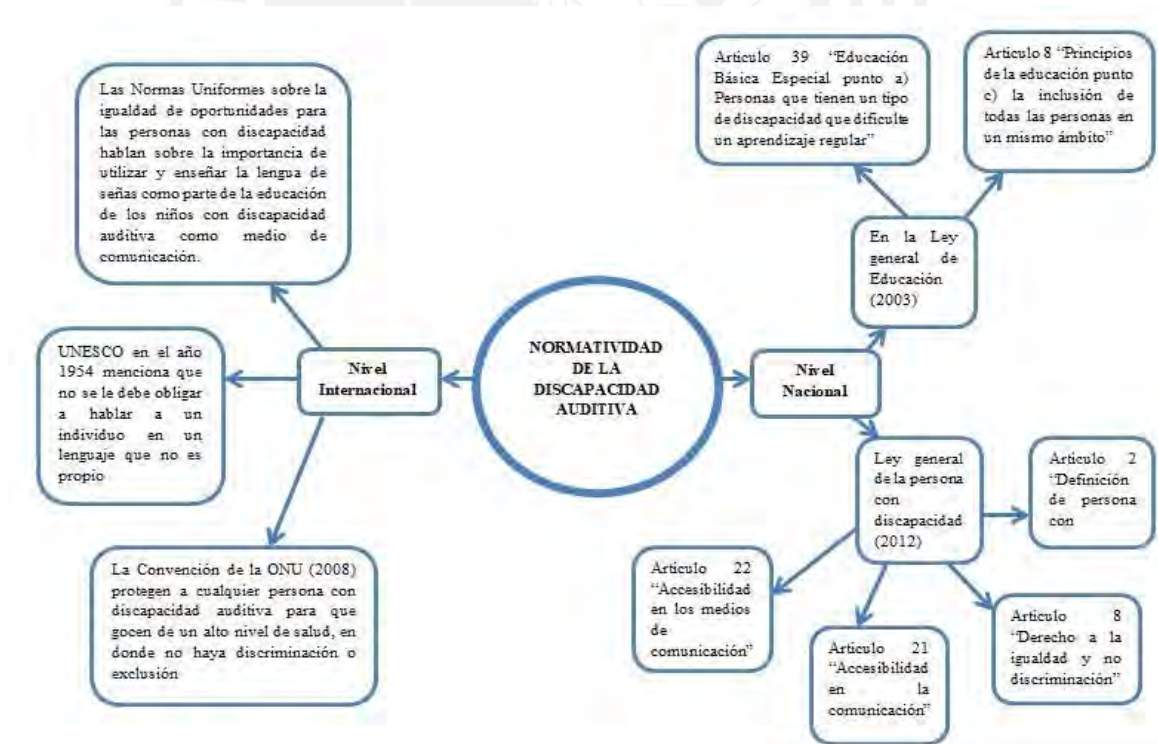 NORMATIVIDAD
DE LA
DISCAPACIDAD
AUDITIVA
Nivel
Internacional
Las Normas Uniformes sobre la
igualdad de oportunidades para
las personas con discapacidad
hablan sobre la importancia de
utilizar y enseñar la lengua de
señas como parte de la educación
de los niños con discapacidad
auditiva como medio de
comunicación.
UNESCO en el año
1954 menciona que
no se le debe obligar
a hablar a un
individuo en un
lenguaje que no es
propio
La Convención de la ONU (2008)
protegen a cualquier persona con
discapacidad auditiva para que
gocen de un alto nivel de salud, en
donde no haya discriminación o
exclusión
Nivel
Nacional
En la Ley
general de
Educación
(2003)
Articulo 39 “Educación
Básica Especial punto a)
Personas que tienen un tipo
de discapacidad que dificulte
un aprendizaje regular”
Articulo 8 “Principios
de la educación punto
c) la inclusión de
todas las personas en
un mismo ámbito”
Ley general
de la persona
con
discapacidad
(2012)
Articulo 2
“Definición
de persona
con
Articulo 8
“Derecho a la
igualdad y no
discriminación”
Articulo 21
“Accesibilidad
en la
comunicación”
Articulo 22
“Accesibilidad
en los medios
de
comunicación”